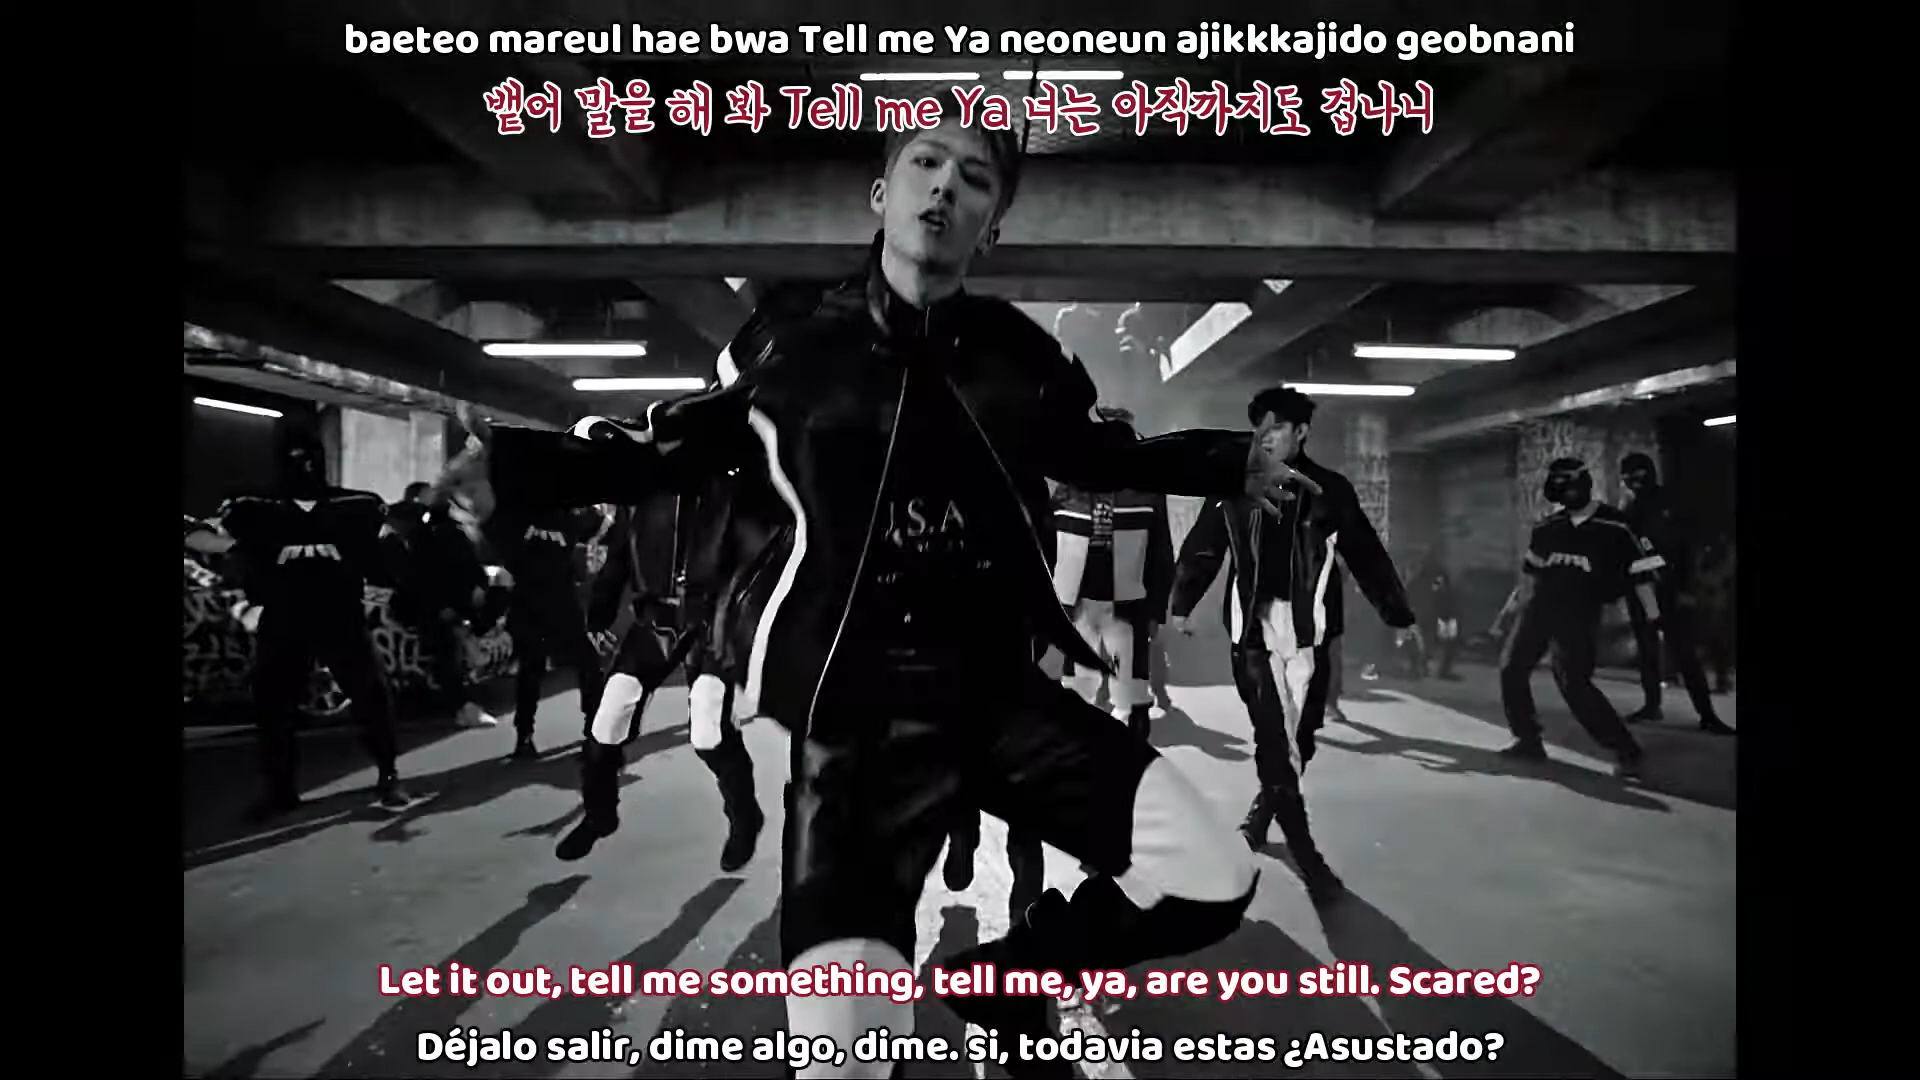 baeteo mareul hae bwa Tell me Ya neoneun ajikkkajido geobnani
뱉어 말을 해 봐 Tell me Ya 너는 아직까지도 겁나니
.S.A
Let it out, tell me something, tell me, ya, are you still. Scared?
Déjalo salir, dime algo, dime. si, todavia estas ¿Asustado?